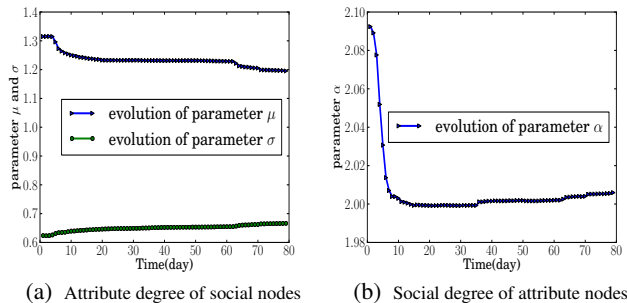 1.4
1.3
1.2
1.1
1.0
0.9
0.8
0.7
0.6
parameter μ and σ
evolution of parameter μ
evolution of parameter σ
0 10 20 30 40 50 60 70 80
Time(day)
(a) Attribute degree of social nodes
2.10
2.08
2.06
2.04
2.02
2.00
1.98
parameter α
evolution of parameter α
0 10 20 30 40 50 60 70 80
Time(day)
(b) Social degree of attribute nodes